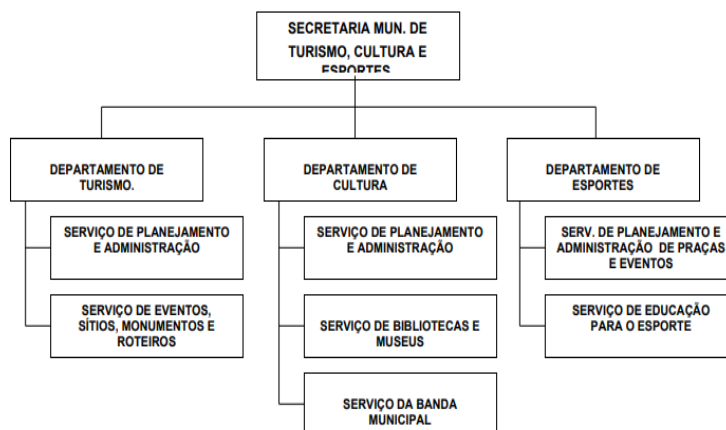 SECRETARIA MUN. DE
TURISMO, CULTURA E
ESPORTES
DEPARTAMENTO DE
TURISMO.
DEPARTAMENTO DE
CULTURA
DEPARTAMENTO DE
ESPORTES
SERVIÇO DE PLANEJAMENTO
E ADMINISTRAÇÃO
SERVIÇO DE PLANEJAMENTO
E ADMINISTRAÇÃO
SERV. DE PLANEJAMENTO E
ADMINISTRAÇÃO DE PRAÇAS
E EVENTOS
SERVIÇO DE EVENTOS,
SÍTIOS, MONUMENTOS E
ROTEIROS
SERVIÇO DE BIBLIOTECAS E
MUSEUS
SERVIÇO DE EDUCAÇÃO
PARA O ESPORTE
SERVIÇO DA BANDA
MUNICIPAL